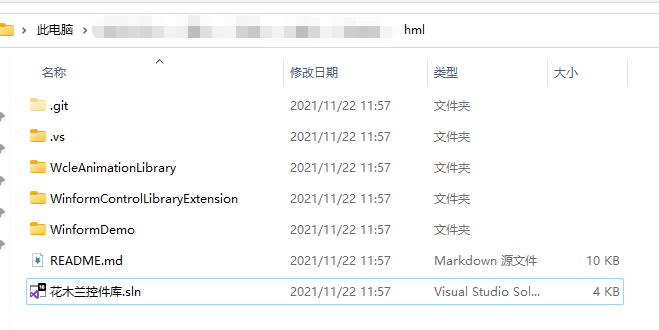 此电脑 hml
名称 修改日期 类型 大小
.git 2021/11/22 11:57 文件夹
.vs 2021/11/22 11:57 文件夹
WcleAnimationLibrary 2021/11/22 11:57 文件夹
WinformControlLibraryExtension 2021/11/22 11:57 文件夹
WinformDemo 2021/11/22 11:57 文件夹
README.md 2021/11/22 11:57 Markdown 源文件 10 KB
花木兰控件库.sln 2021/11/22 11:57 Visual Studio Sol... 4 KB